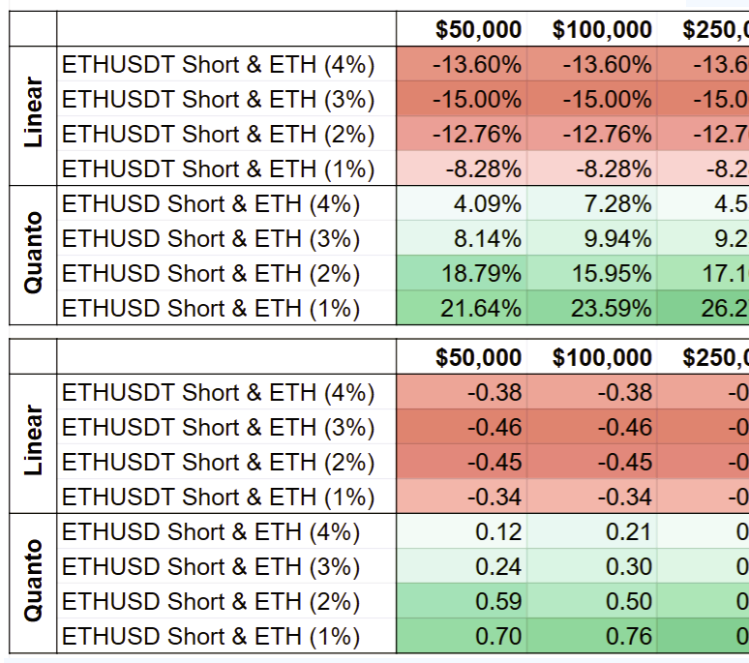 $50,000 $100,000 $250,0
Linear
ETHUSDT Short & ETH (4%) -13.60% -13.60% -13.6
ETHUSDT Short & ETH (3%) -15.00% -15.00% -15.0
ETHUSDT Short & ETH (2%) -12.76% -12.76% -12.7
ETHUSDT Short & ETH (1%) -8.28% -8.28% -8.2
Quanto
ETHUSD Short & ETH (4%) 4.09% 7.28% 4.5
ETHUSD Short & ETH (3%) 8.14% 9.94% 9.2
ETHUSD Short & ETH (2%) 18.79% 15.95% 17.1
ETHUSD Short & ETH (1%) 21.64% 23.59% 26.2
$50,000 $100,000 $250,0
Linear
ETHUSDT Short & ETH (4%) -0.38 -0.38 -0
ETHUSDT Short & ETH (3%) -0.46 -0.46 -0
ETHUSDT Short & ETH (2%) -0.45 -0.45 -0
ETHUSDT Short & ETH (1%) -0.34 -0.34 -0
Quanto
ETHUSD Short & ETH (4%) 0.12 0.21 0
ETHUSD Short & ETH (3%) 0.24 0.30 0
ETHUSD Short & ETH (2%) 0.59 0.50 0
ETHUSD Short & ETH (1%) 0.70 0.76 0